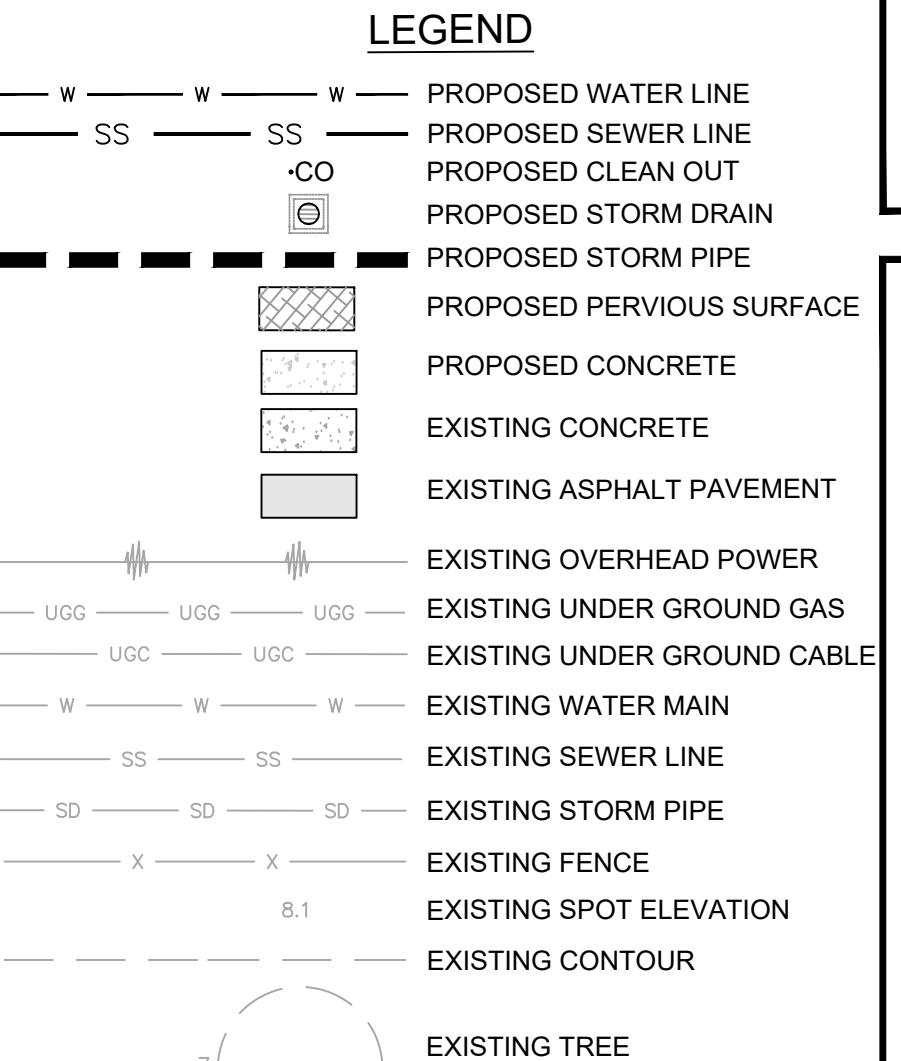 LEGEND
W W W PROPOSED WATER LINE
SS SS PROPOSED SEWER LINE
CO PROPOSED CLEAN OUT
PROPOSED STORM DRAIN
PROPOSED STORM PIPE
PROPOSED PERVIOUS SURFACE
PROPOSED CONCRETE
EXISTING CONCRETE
EXISTING ASPHALT PAVEMENT
EXISTING OVERHEAD POWER
UGG UGG UGG EXISTING UNDER GROUND GAS
UGC UGC EXISTING UNDER GROUND CABLE
W W W EXISTING WATER MAIN
SS SS EXISTING SEWER LINE
SD SD SD EXISTING STORM PIPE
X X EXISTING FENCE
8.1 EXISTING SPOT ELEVATION
EXISTING CONTOUR
EXISTING TREE